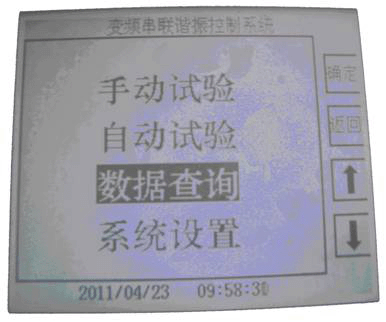 变频串联谐振控制系统
手动试验
自动试验
数据查询
系统设置
确定
返回
2011/04/23 09:58:30